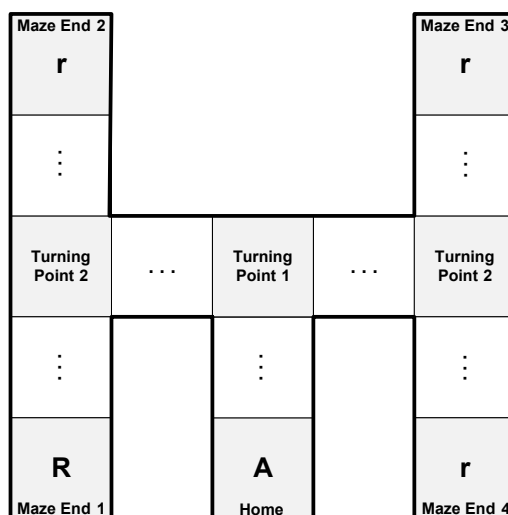 Maze End 2
r
Maze End 3
r
⋮
⋮
Turning
Point 2
. . .
Turning
Point 1
. . .
Turning
Point 2
⋮
⋮
⋮
R
Maze End 1
A
Home
r
Maze End 4